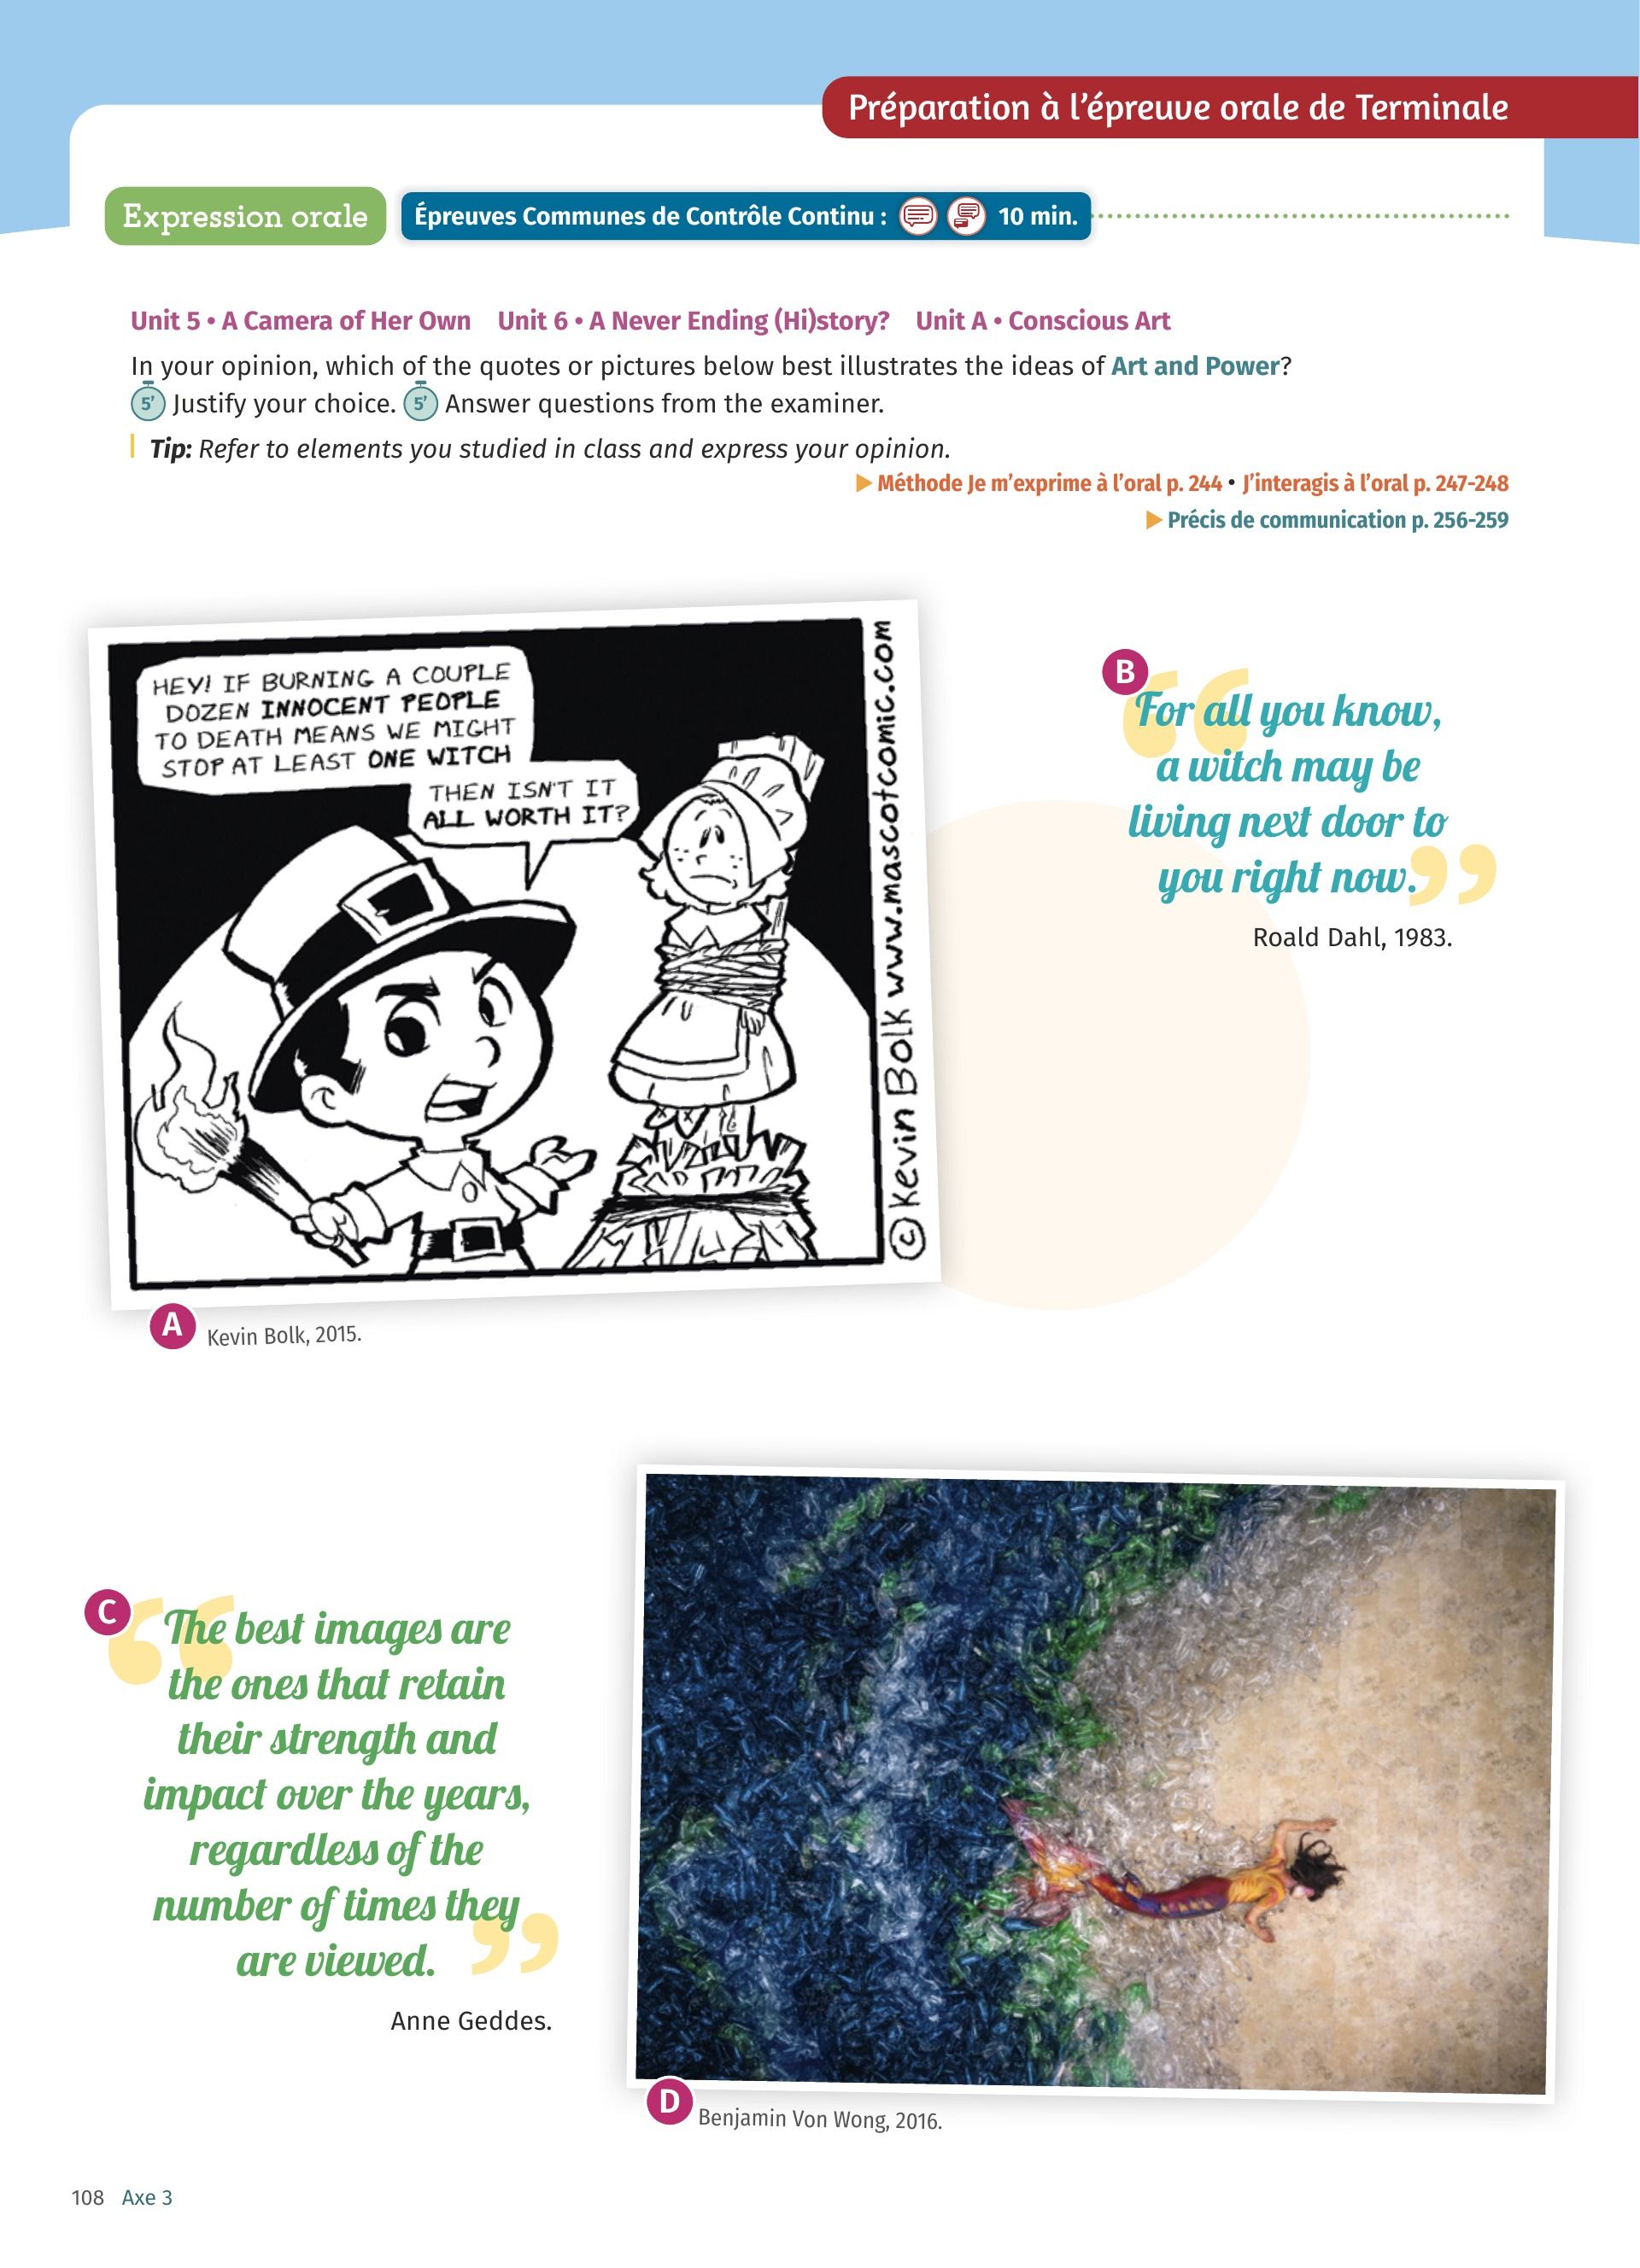 Préparation à l'épreuve orale de Terminale
Expression orale
Épreuves Communes de Contrôle Continu : 10 min.
Unit 5 • A Camera of Her Own Unit 6 • A Never Ending (Hi)story? Unit A • Conscious Art
In your opinion, which of the quotes or pictures below best illustrates the ideas of Art and Power?
5' Justify your choice. 5' Answer questions from the examiner.
Tip: Refer to elements you studied in class and express your opinion.
▶ Méthode Je m'exprime à l'oral p. 244 • J'interagis à l'oral p. 247-248
▶ Précis de communication p. 256-259
HEY! IF BURNING A COUPLE
DOZEN INNOCENT PEOPLE
TO DEATH MEANS WE MIGHT
STOP AT LEAST ONE WITCH
THEN ISN'T IT
ALL WORTH IT?
© Kevin Bolk www.mascotcomic.com
A Kevin Bolk, 2015.
B
“For all you know,
a witch may be
living next door to
you right now.”
Roald Dahl, 1983.
C
“The best images are
the ones that retain
their strength and
impact over the years,
regardless of the
number of times they
are viewed.”
Anne Geddes.
D Benjamin Von Wong, 2016.
108 Axe 3